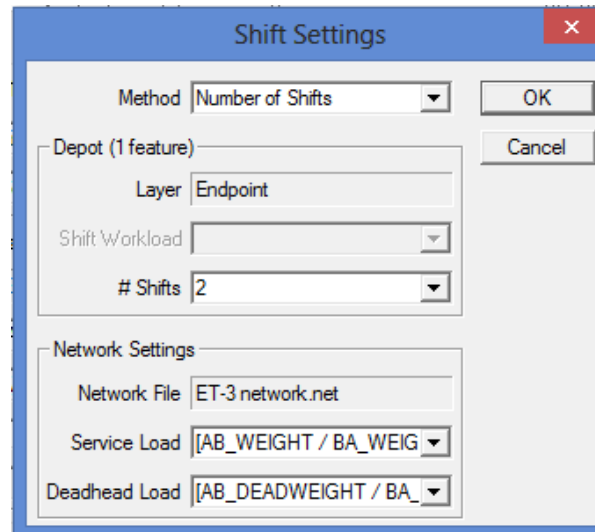 Shift Settings
Method Number of Shifts OK
Cancel
Depot (1 feature)
Layer Endpoint
Shift Workload
# Shifts 2
Network Settings
Network File ET-3 network.net
Service Load [AB_WEIGHT / BA_WEIG
Deadhead Load [AB_DEADWEIGHT / BA_